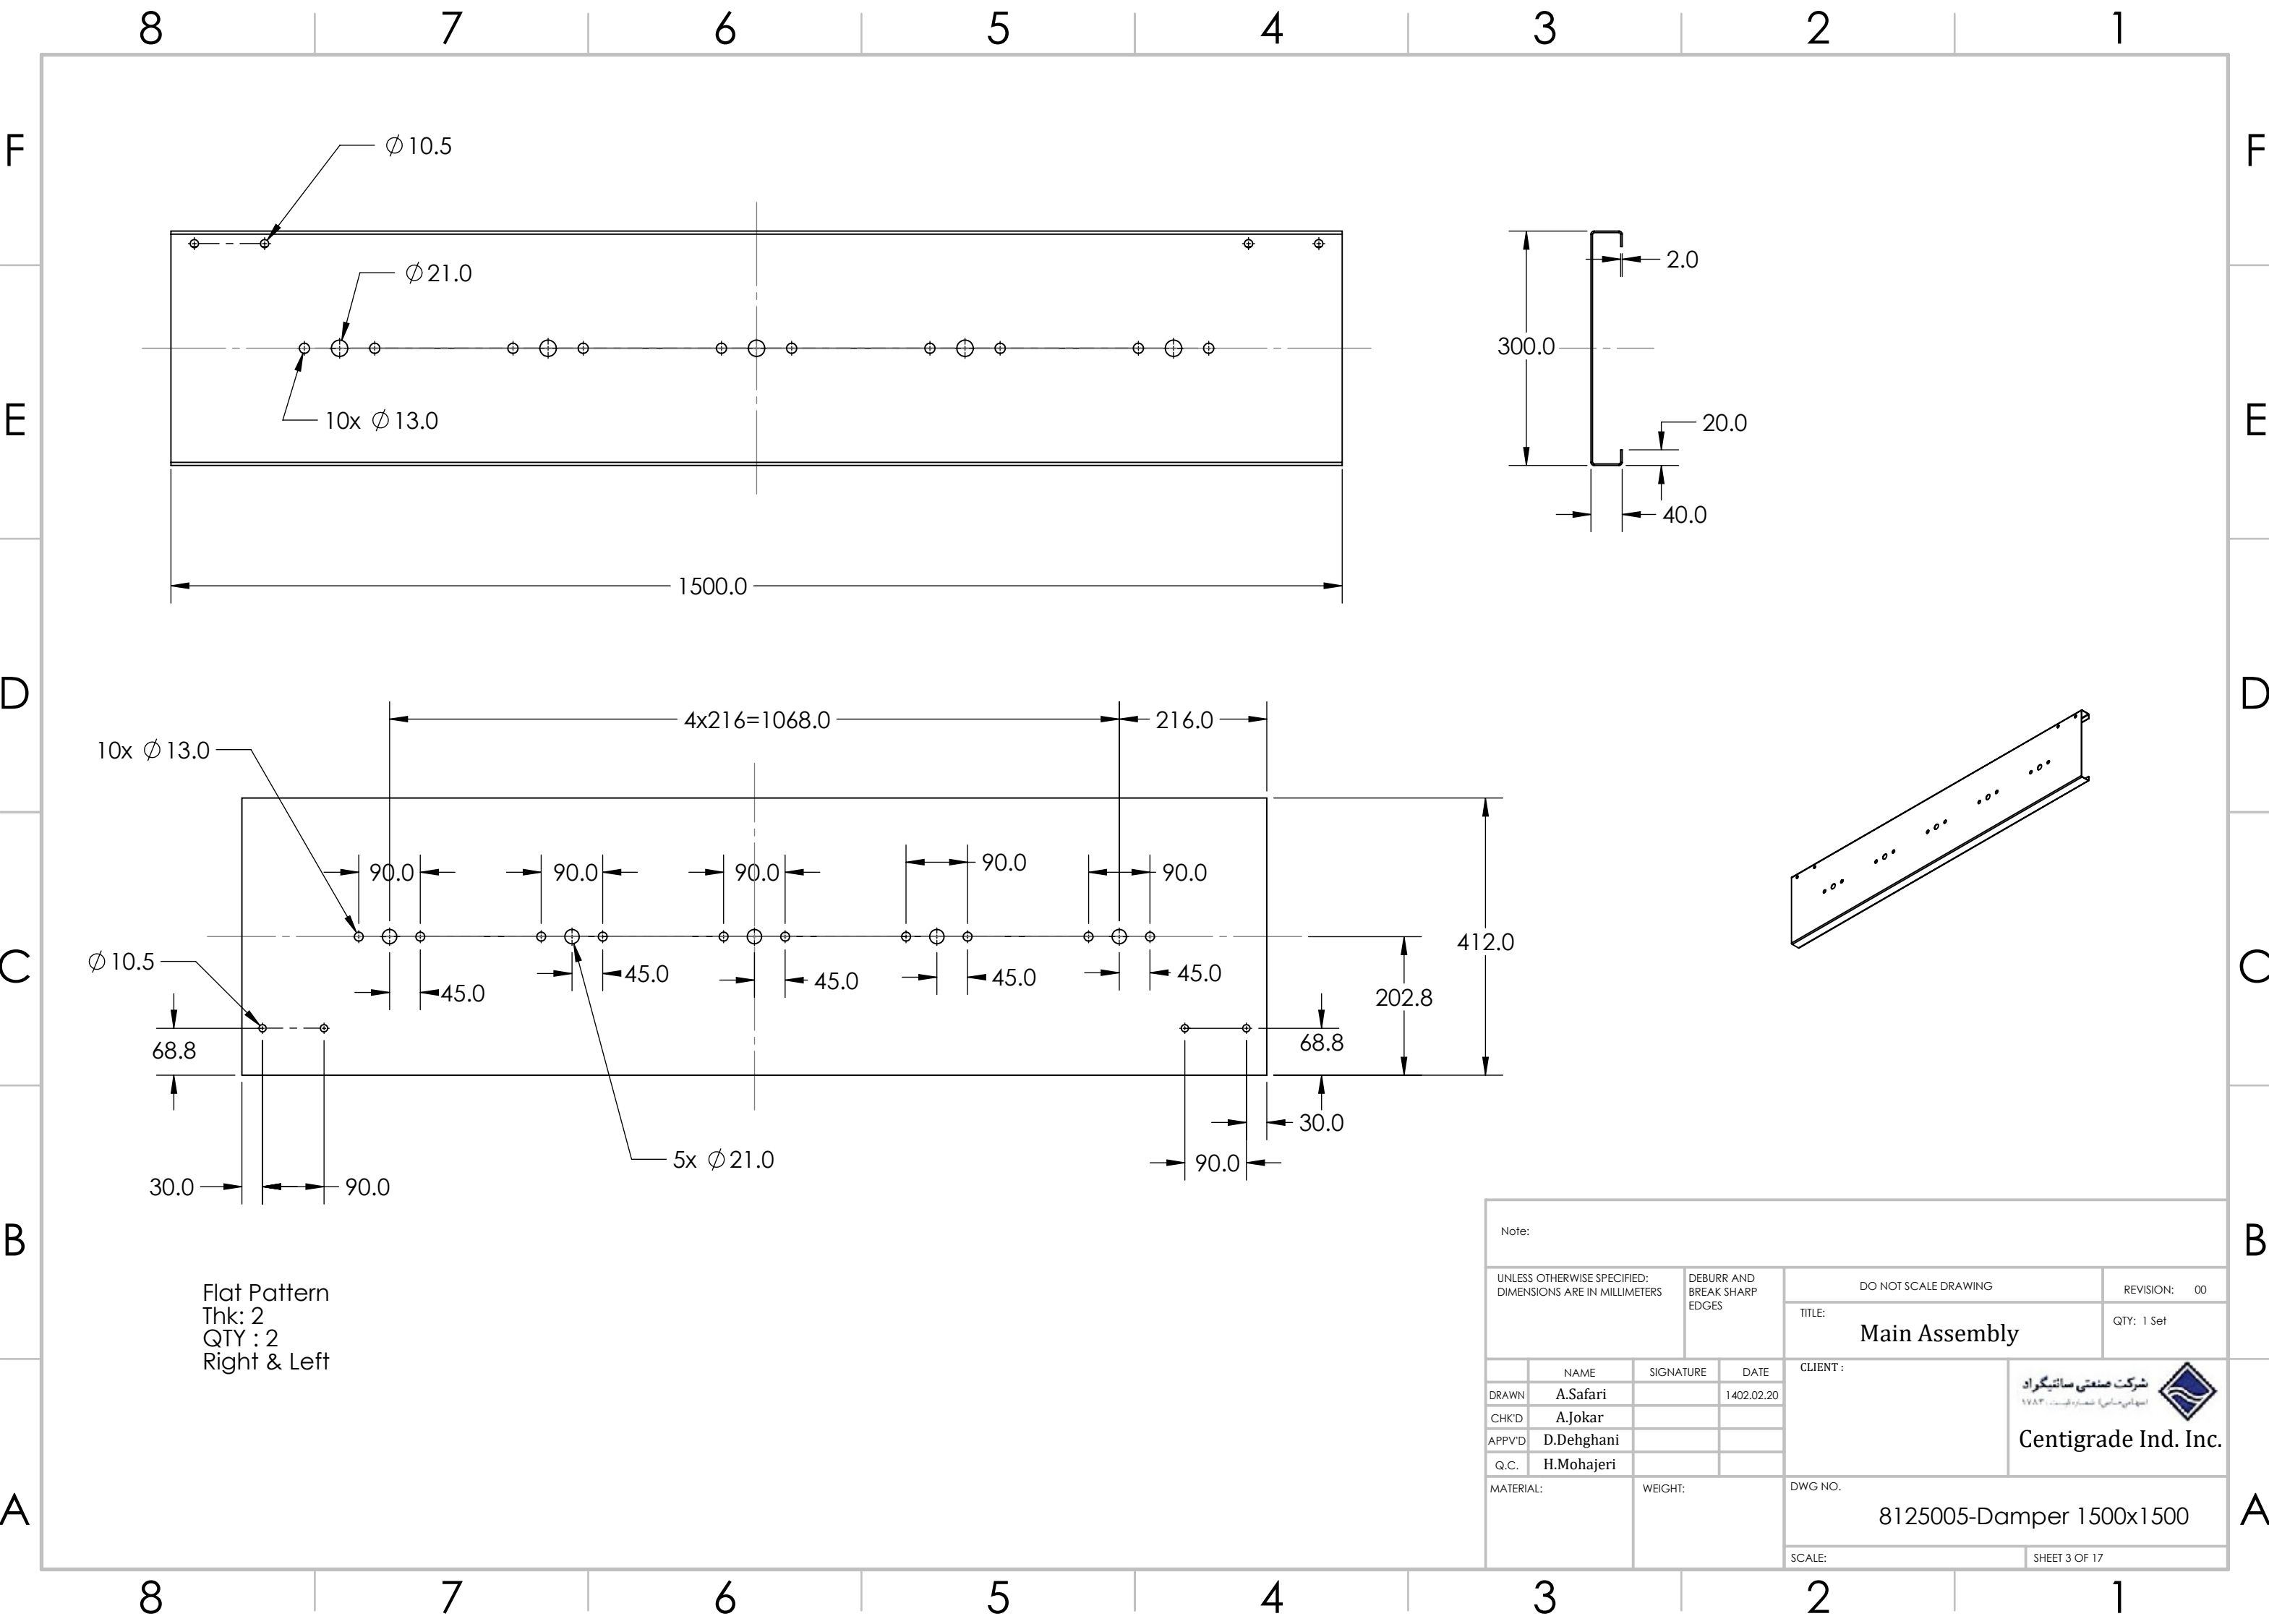 8 7 6 5 4 3 2 1
F F
⌀10.5
⌀21.0
2.0
300.0
E E
10x ⌀13.0
20.0
40.0
1500.0
D D
4x216=1068.0 216.0
10x ⌀13.0
90.0 90.0 90.0 90.0 90.0
412.0
C C
⌀10.5
45.0 45.0 45.0 45.0 45.0
202.8
68.8 68.8
30.0
5x ⌀21.0
90.0
30.0 90.0
B B
Note:
Flat Pattern
Thk: 2
QTY : 2
Right & Left
UNLESS OTHERWISE SPECIFIED:
DIMENSIONS ARE IN MILLIMETERS
DEBURR AND
BREAK SHARP
EDGES
DO NOT SCALE DRAWING
REVISION: 00
TITLE:
Main Assembly
QTY: 1 Set
NAME SIGNATURE DATE
DRAWN A.Safari 1402.02.20
CHK'D A.Jokar
APPV'D D.Dehghani
Q.C. H.Mohajeri
CLIENT :
شرکت صنعتی سانتیگراد
Centigrade Ind. Inc.
MATERIAL:
WEIGHT:
DWG NO.
8125005-Damper 1500x1500
A A
SCALE:
SHEET 3 OF 17
8 7 6 5 4 3 2 1